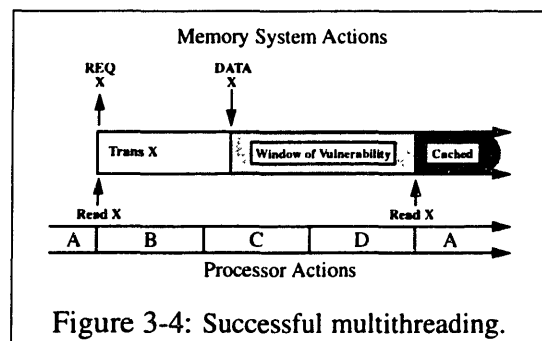 Memory System Actions
REQ X
DATA X
Trans X
Window of Vulnerability
Cached
Read X
Read X
A B C D A
Processor Actions
Figure 3-4: Successful multithreading.